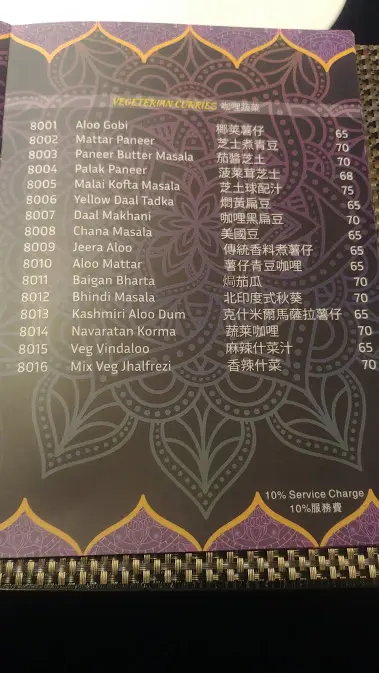 VEGETERIAN CURRIES 咖哩蔬菜
8001 Aloo Gobi 椰菜薯仔 65
8002 Mattar Paneer 芝士煮青豆 70
8003 Paneer Butter Masala 茄醬芝士 70
8004 Palak Paneer 菠菜茸芝士 68
8005 Malai Kofta Masala 芝士球配汁 75
8006 Yellow Daal Tadka 燜黃扁豆 65
8007 Daal Makhani 咖哩黑扁豆 70
8008 Chana Masala 美國豆 65
8009 Jeera Aloo 傳統香料煮薯仔 65
8010 Aloo Mattar 薯仔青豆咖哩 65
8011 Baigan Bharta 焗茄瓜 70
8012 Bhindi Masala 北印度式秋葵 70
8013 Kashmiri Aloo Dum 克什米爾馬薩拉薯仔 65
8014 Navaratan Korma 蔬菜咖哩 70
8015 Veg Vindaloo 麻辣什菜汁 65
8016 Mix Veg Jhalfrezi 香辣什菜 70
10% Service Charge
10%服務費